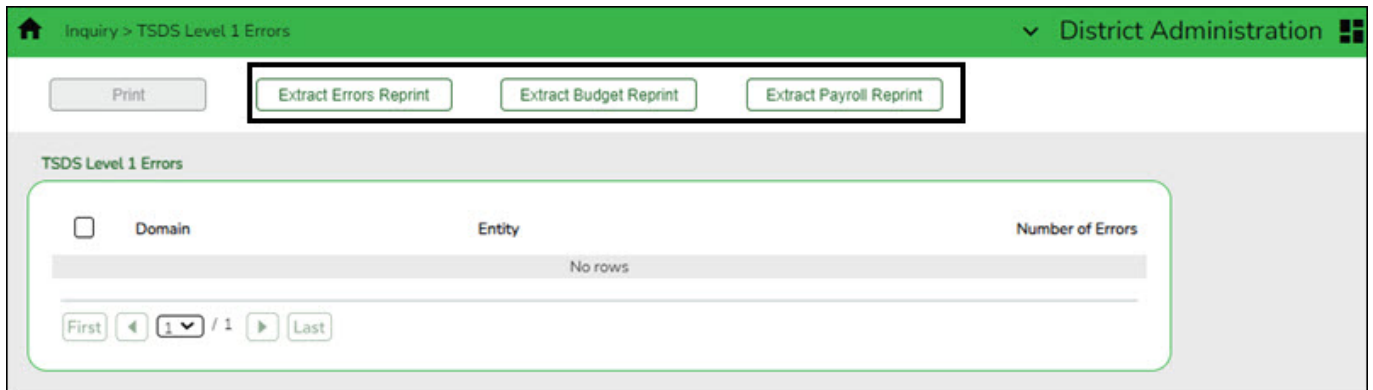 Inquiry > TSDS Level 1 Errors
District Administration
Print
Extract Errors Reprint
Extract Budget Reprint
Extract Payroll Reprint
TSDS Level 1 Errors
Domain Entity Number of Errors
No rows
First 1 / 1 Last